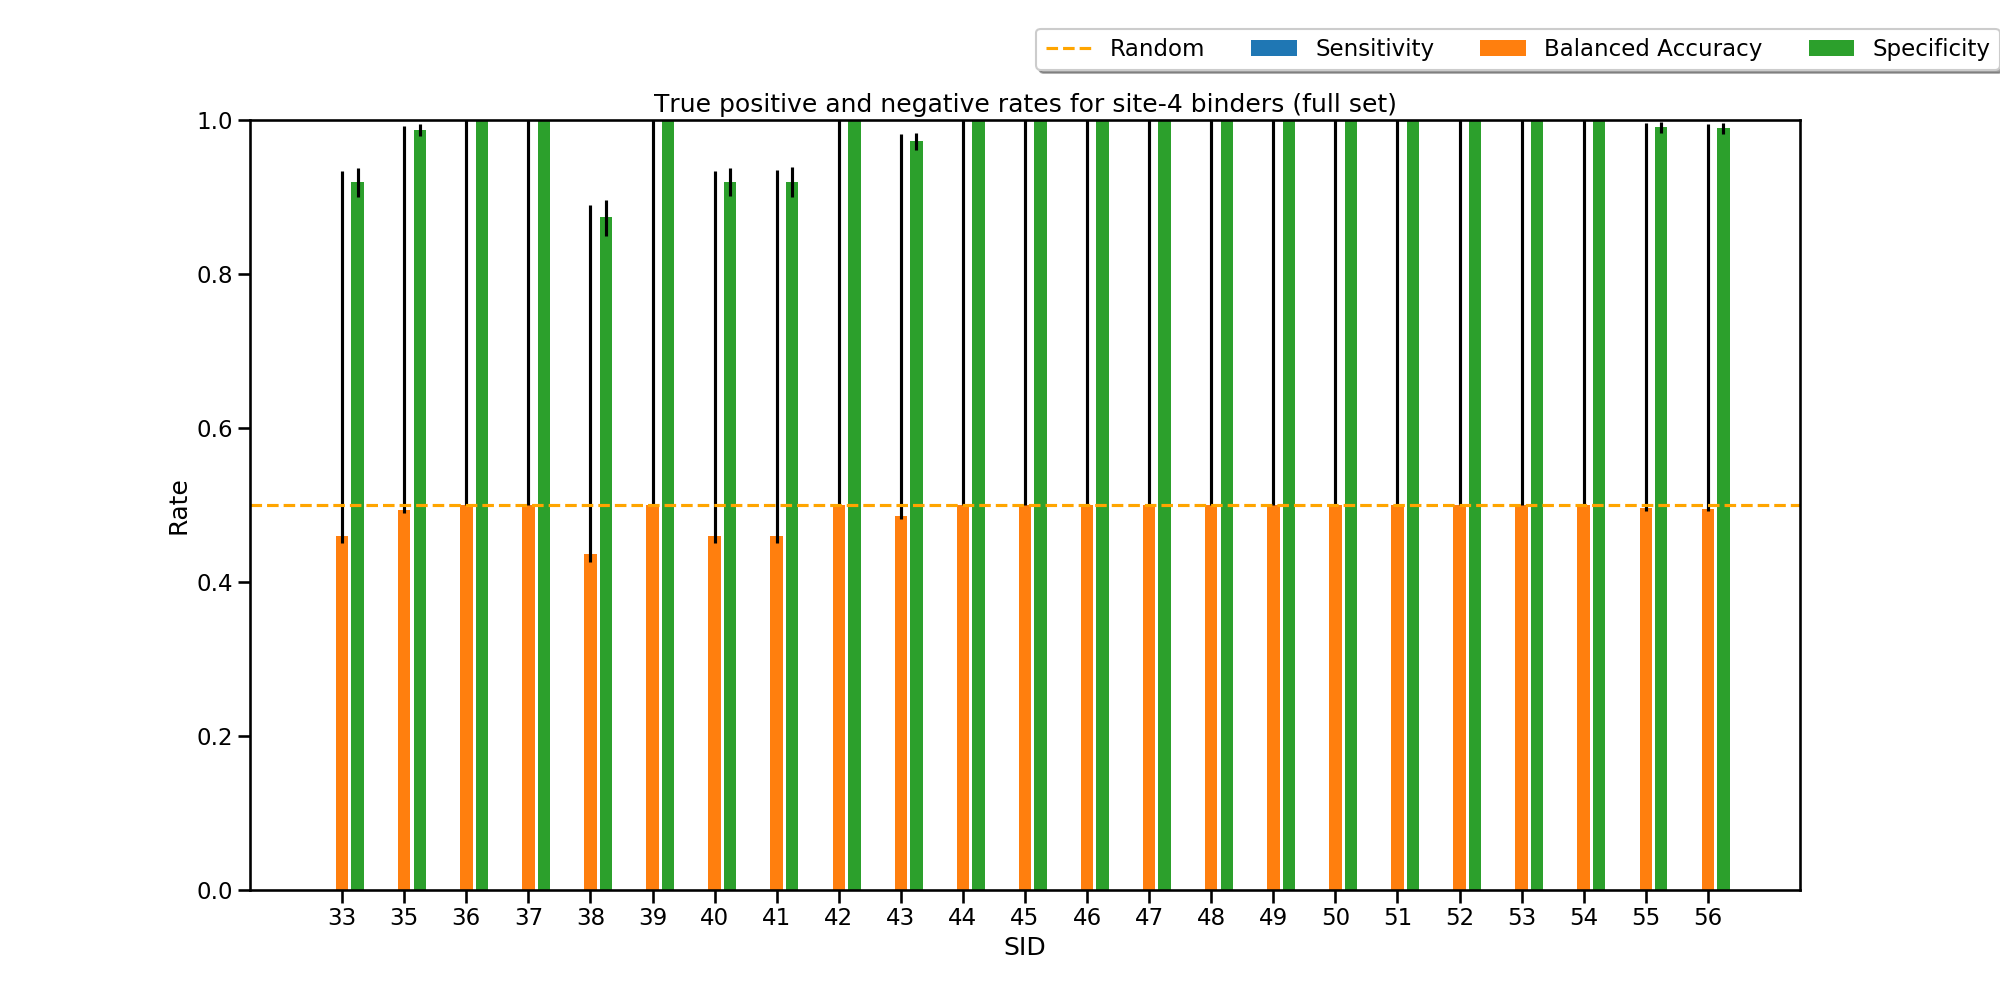 Random Sensitivity Balanced Accuracy Specificity
True positive and negative rates for site-4 binders (full set)
1.0
0.8
0.6
0.4
0.2
0.0
Rate
33 35 36 37 38 39 40 41 42 43 44 45 46 47 48 49 50 51 52 53 54 55 56
SID